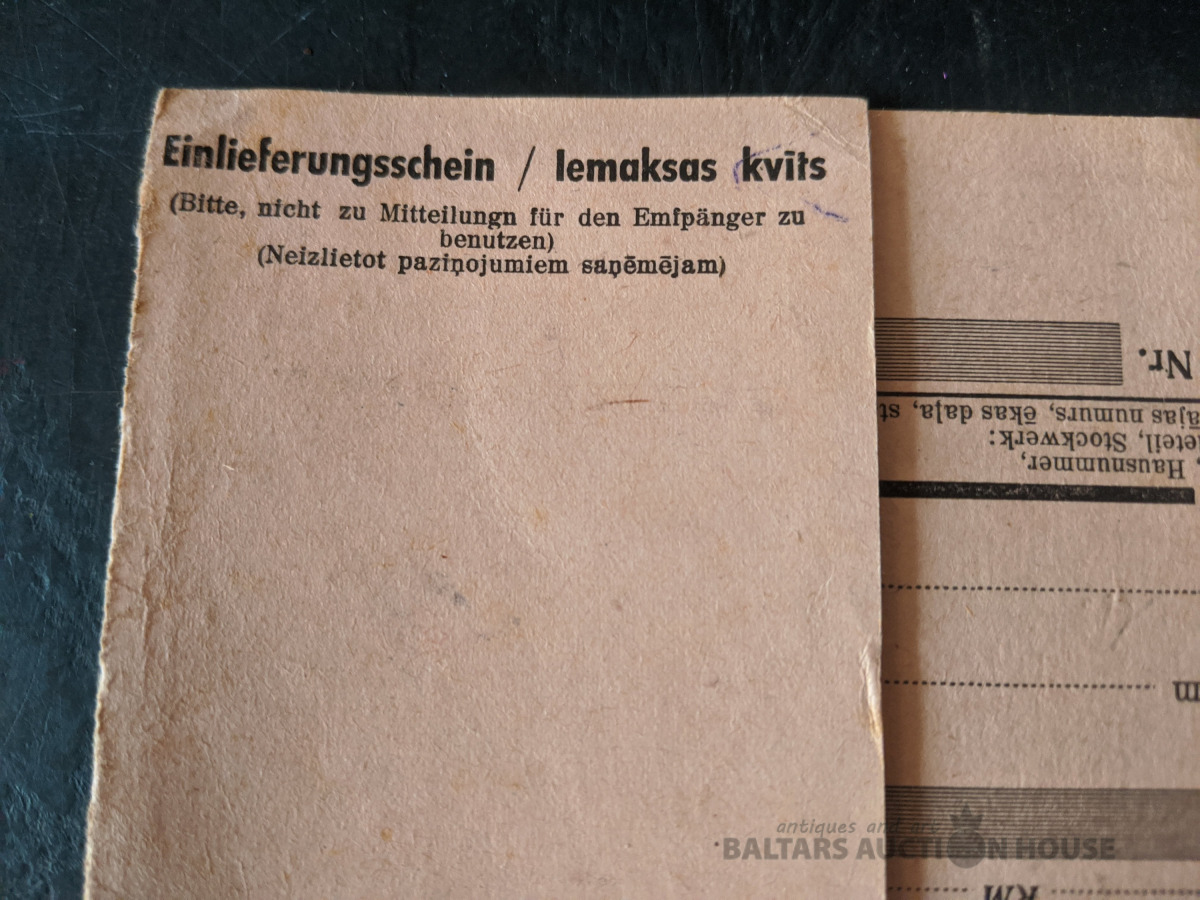 Einlieferungsschein / Iemaksas kvīts
(Bitte, nicht zu Mitteilungn für den Emfpänger zu
benutzen)
(Neizlietot paziņojumiem saņēmējam)
Nr.
numurs, ēkas daļa,
Stockwerk:
Hausnummer,
RM
antiques and art
BALTARS AUCTION HOUSE